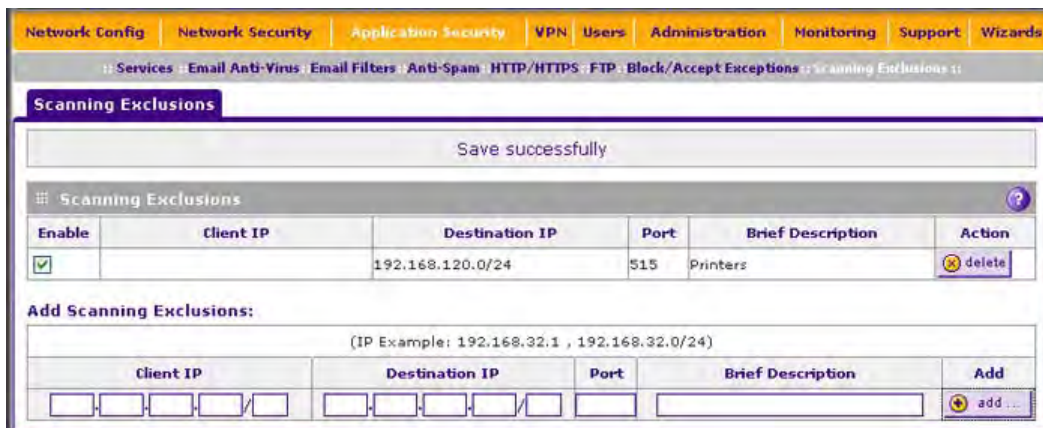 Network Config Network Security Application Security VPN Users Administration Monitoring Support Wizards
:: Services :: Email Anti-Virus :: Email Filters :: Anti-Spam :: HTTP/HTTPS :: FTP :: Block/Accept Exceptions :: Scanning Exclusions ::
Scanning Exclusions
Save successfully
Scanning Exclusions ?
Enable Client IP Destination IP Port Brief Description Action
192.168.120.0/24 515 Printers delete
Add Scanning Exclusions:
(IP Example: 192.168.32.1 , 192.168.32.0/24)
Client IP Destination IP Port Brief Description Add
. . . / . . . / add ...